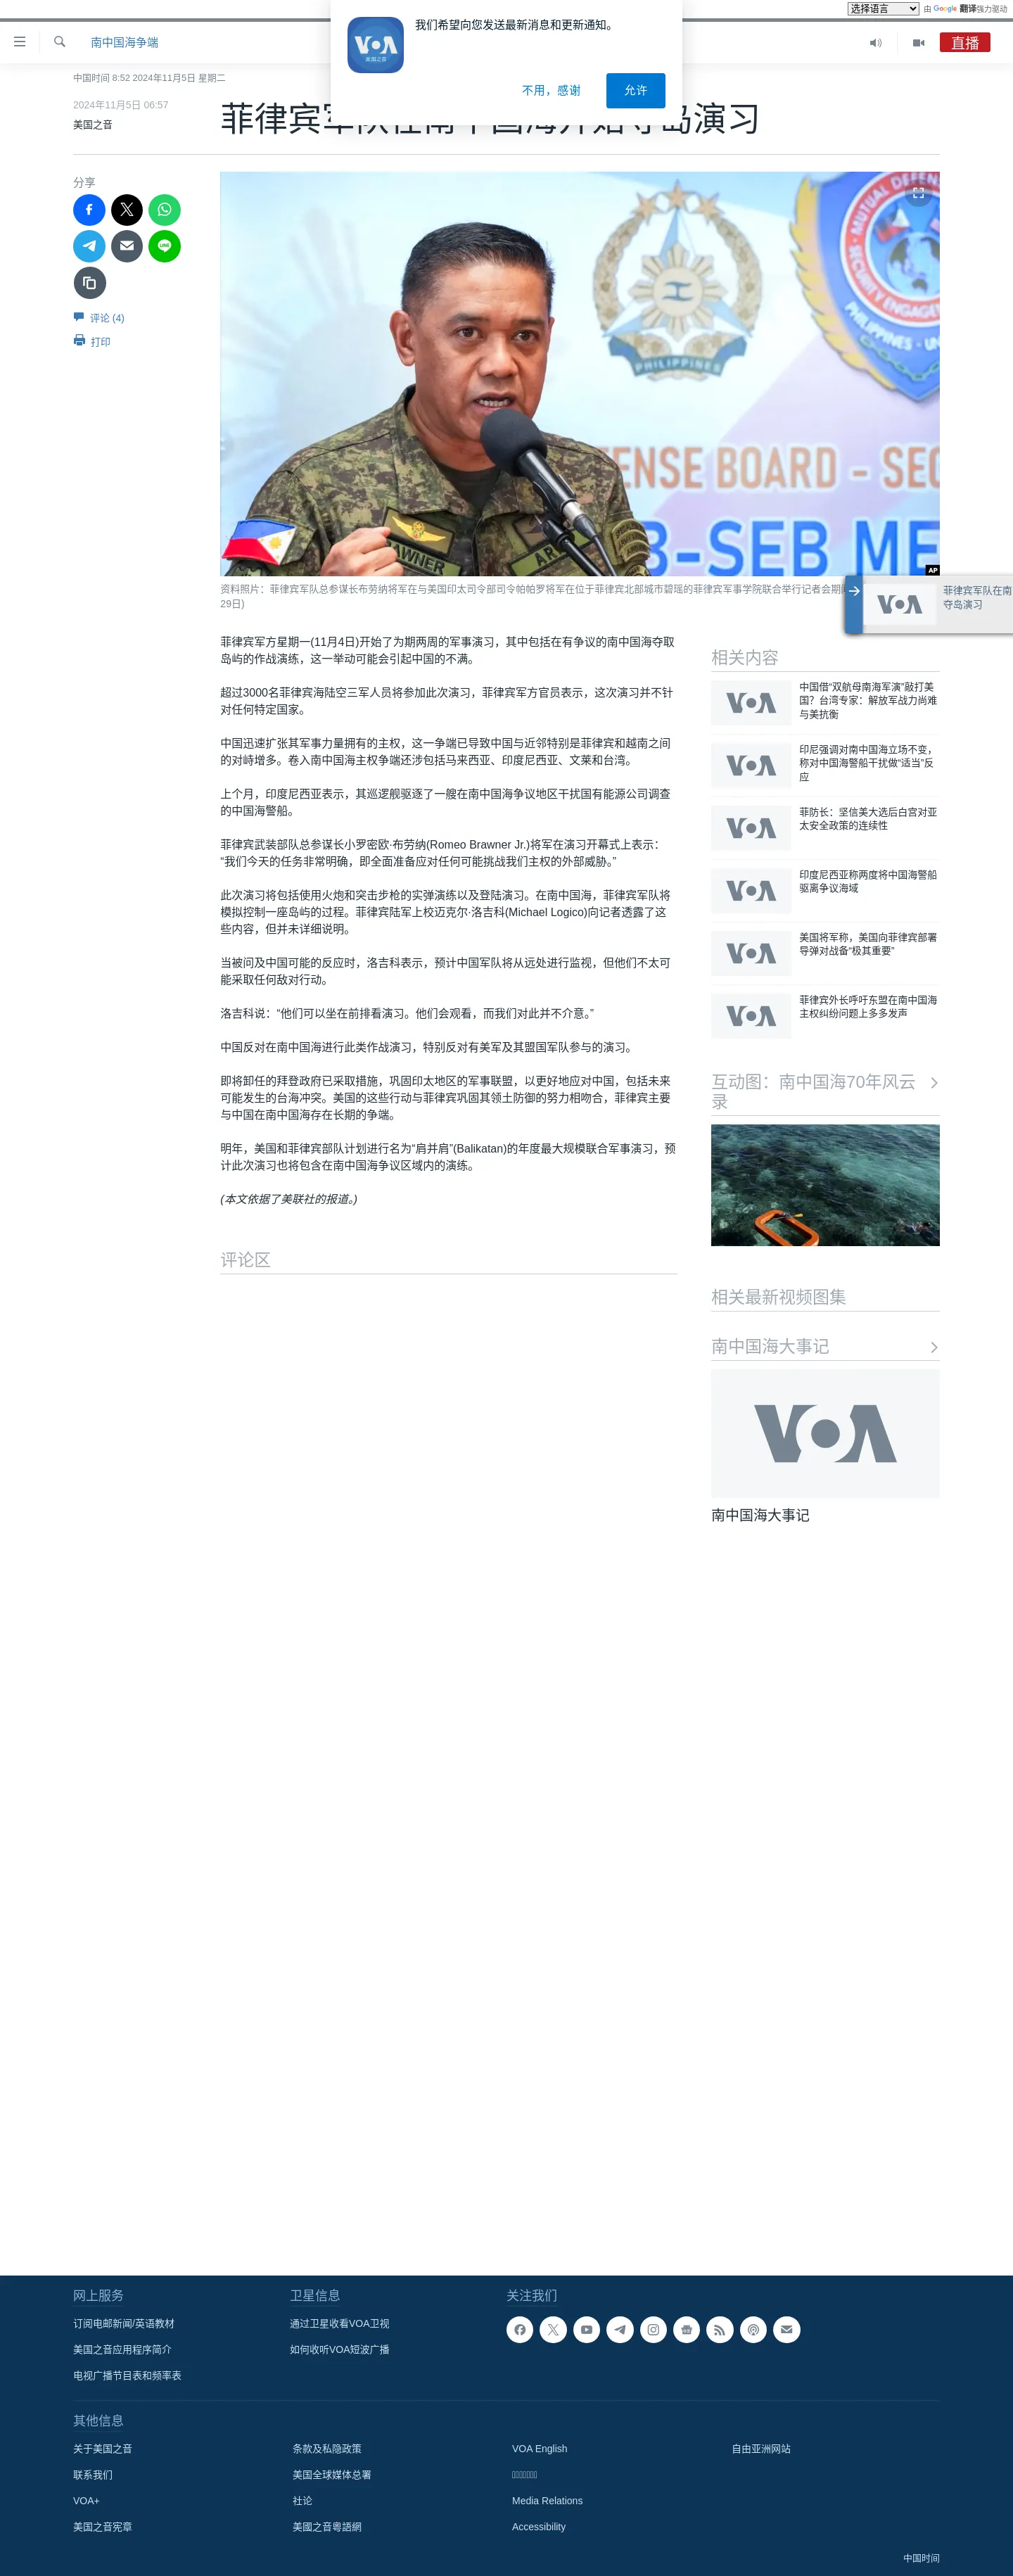 选择语言
由 Google 翻译强力驱动
我们希望向您发送最新消息和更新通知。
VOA
美国之音
不用，感谢
允许
南中国海争端
直播
中国时间 8:52 2024年11月5日 星期二
2024年11月5日 06:57
美国之音
菲律宾军队在南中国海开始夺岛演习
分享
评论 (4)
打印
MUTUAL DEFENSE
SECURITY ENGAGEMENT
PHILIPPINES
PHILIPPINES - UN
ENSE BOARD - SEC
B-SEB ME
AWNER
AR
AP
资料照片：菲律宾军队总参谋长布劳纳将军在与美国印太司令部司令帕帕罗将军在位于菲律宾北部城市碧瑶的菲律宾军事学院联合举行记者会期
29日)
VOA
菲律宾军队在南
夺岛演习
菲律宾军方星期一(11月4日)开始了为期两周的军事演习，其中包括在有争议的南中国海夺取
岛屿的作战演练，这一举动可能会引起中国的不满。
超过3000名菲律宾海陆空三军人员将参加此次演习，菲律宾军方官员表示，这次演习并不针
对任何特定国家。
中国迅速扩张其军事力量拥有的主权，这一争端已导致中国与近邻特别是菲律宾和越南之间
的对峙增多。卷入南中国海主权争端还涉包括马来西亚、印度尼西亚、文莱和台湾。
上个月，印度尼西亚表示，其巡逻舰驱逐了一艘在南中国海争议地区干扰国有能源公司调查
的中国海警船。
菲律宾武装部队总参谋长小罗密欧·布劳纳(Romeo Brawner Jr.)将军在演习开幕式上表示：
“我们今天的任务非常明确，即全面准备应对任何可能挑战我们主权的外部威胁。”
此次演习将包括使用火炮和突击步枪的实弹演练以及登陆演习。在南中国海，菲律宾军队将
模拟控制一座岛屿的过程。菲律宾陆军上校迈克尔·洛吉科(Michael Logico)向记者透露了这
些内容，但并未详细说明。
当被问及中国可能的反应时，洛吉科表示，预计中国军队将从远处进行监视，但他们不太可
能采取任何敌对行动。
洛吉科说：“他们可以坐在前排看演习。他们会观看，而我们对此并不介意。”
中国反对在南中国海进行此类作战演习，特别反对有美军及其盟国军队参与的演习。
即将卸任的拜登政府已采取措施，巩固印太地区的军事联盟，以更好地应对中国，包括未来
可能发生的台海冲突。美国的这些行动与菲律宾巩固其领土防御的努力相吻合，菲律宾主要
与中国在南中国海存在长期的争端。
明年，美国和菲律宾部队计划进行名为“肩并肩”(Balikatan)的年度最大规模联合军事演习，预
计此次演习也将包含在南中国海争议区域内的演练。
(本文依据了美联社的报道。)
评论区
相关内容
VOA
中国借“双航母南海军演”敲打美
国？台湾专家：解放军战力尚难
与美抗衡
VOA
印尼强调对南中国海立场不变，
称对中国海警船干扰做“适当”反
应
VOA
菲防长：坚信美大选后白宫对亚
太安全政策的连续性
VOA
印度尼西亚称两度将中国海警船
驱离争议海域
VOA
美国将军称，美国向菲律宾部署
导弹对战备“极其重要”
VOA
菲律宾外长呼吁东盟在南中国海
主权纠纷问题上多多发声
互动图：南中国海70年风云
录
相关最新视频图集
南中国海大事记
VOA
南中国海大事记
网上服务
订阅电邮新闻/英语教材
美国之音应用程序简介
电视广播节目表和频率表
卫星信息
通过卫星收看VOA卫视
如何收听VOA短波广播
关注我们
其他信息
关于美国之音
联系我们
VOA+
美国之音宪章
条款及私隐政策
美国全球媒体总署
社论
美國之音粵語網
VOA English
Media Relations
Accessibility
自由亚洲网站
中国时间